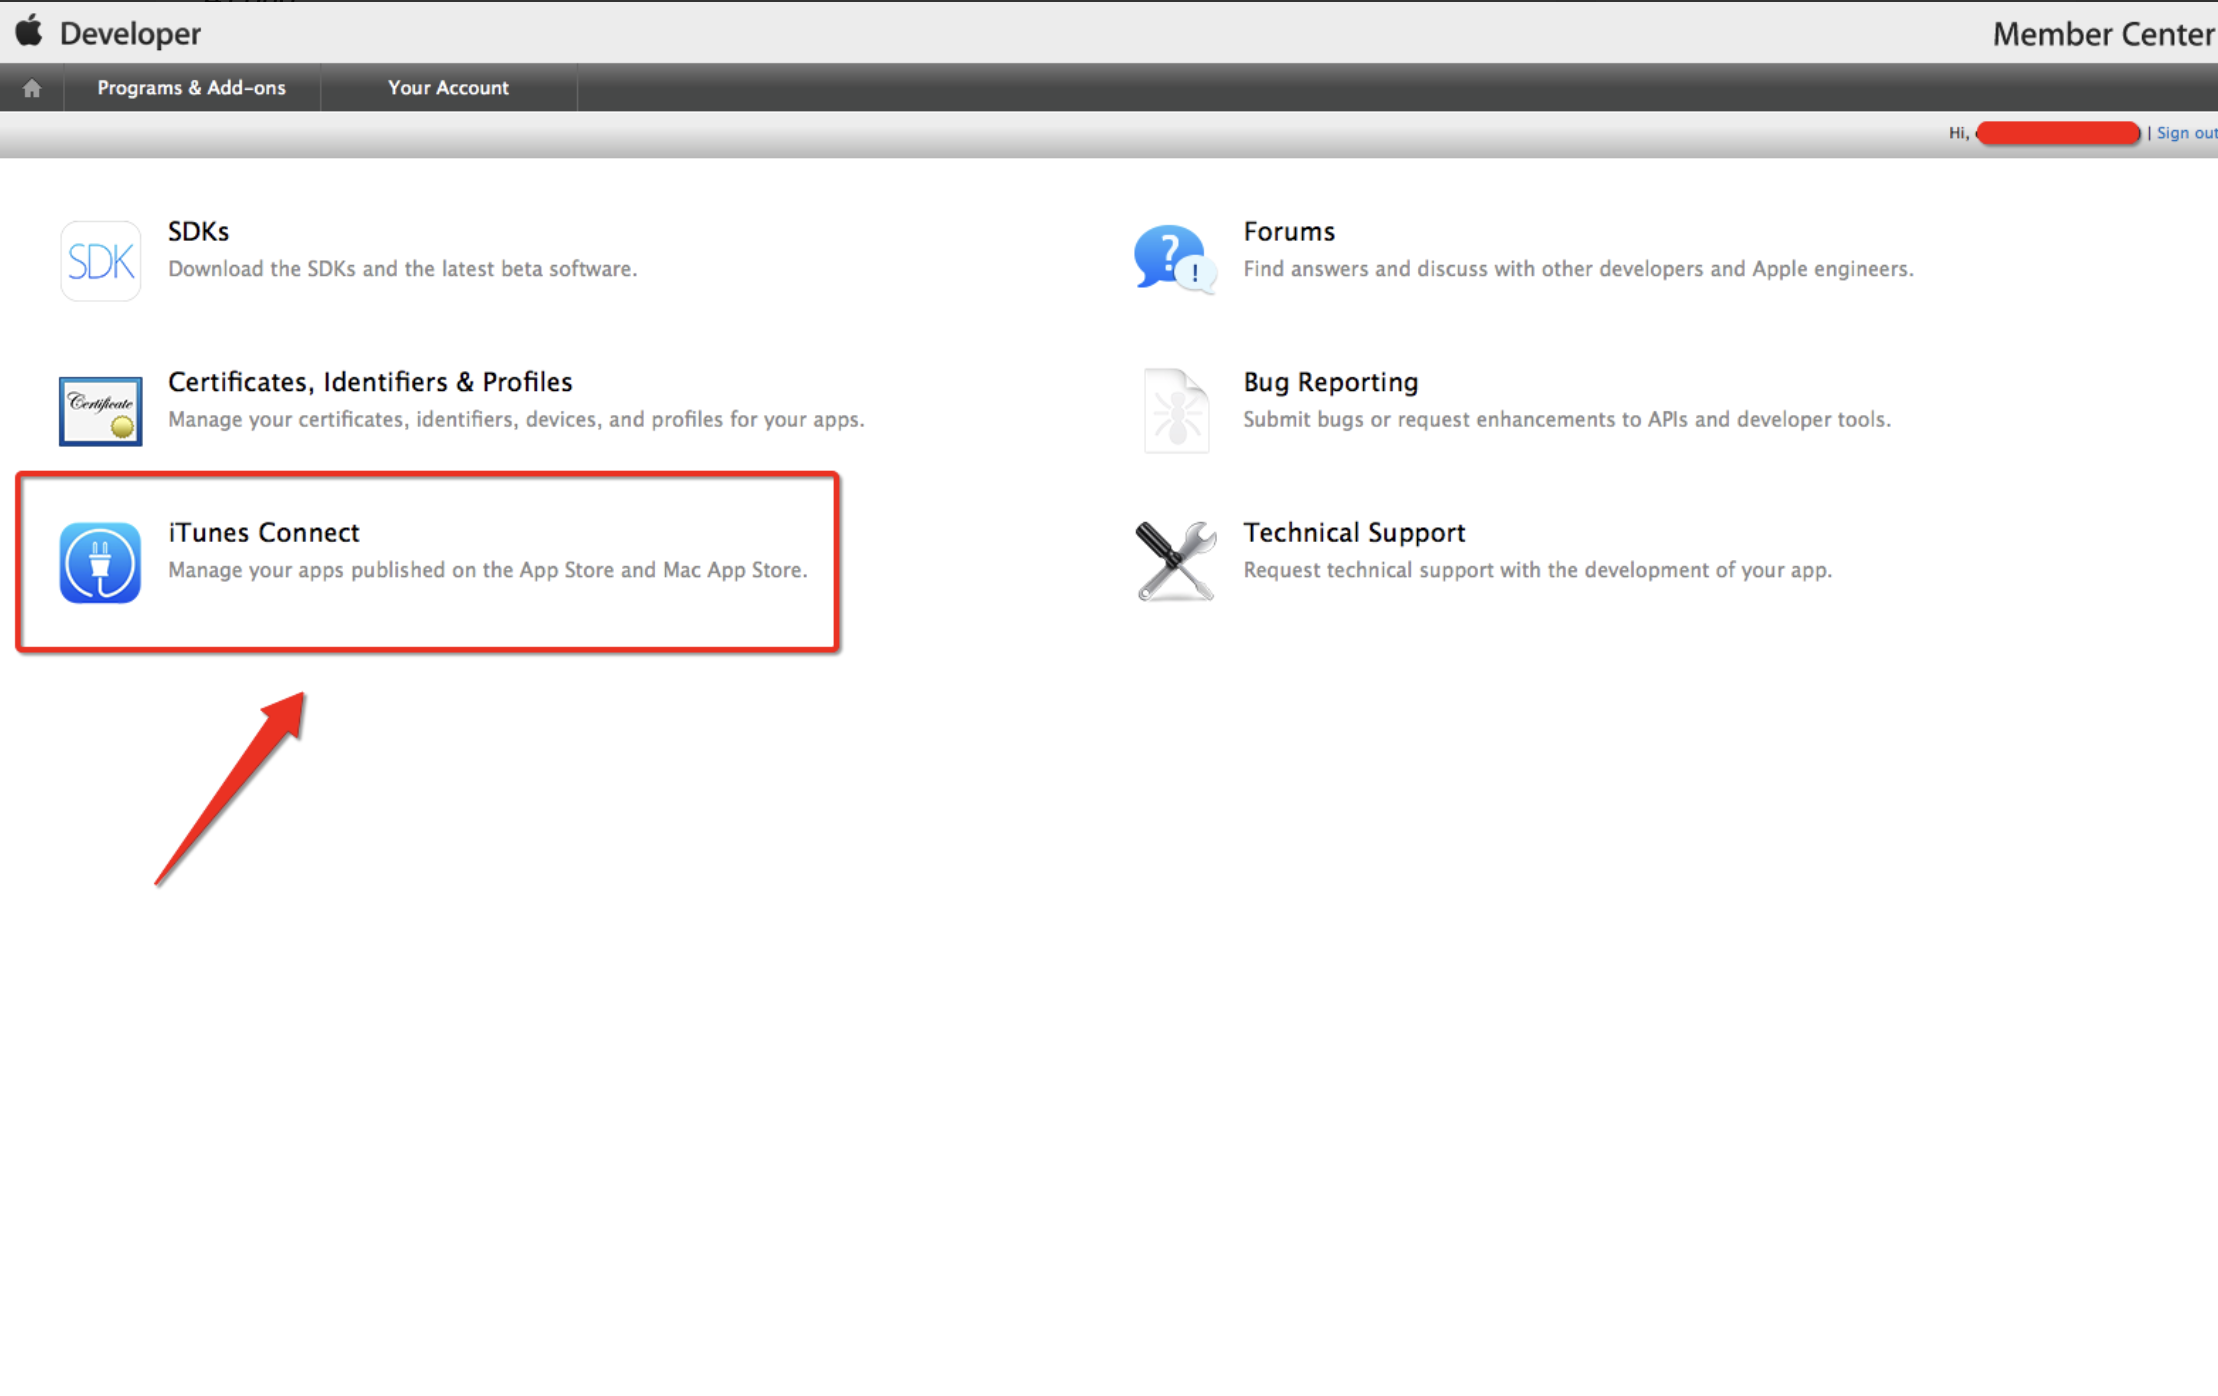 Developer
Member Center
Programs & Add-ons
Your Account
Hi,
| Sign out
SDK
SDKs
Download the SDKs and the latest beta software.
? !
Forums
Find answers and discuss with other developers and Apple engineers.
Certificate
Certificates, Identifiers & Profiles
Manage your certificates, identifiers, devices, and profiles for your apps.
Bug Reporting
Submit bugs or request enhancements to APIs and developer tools.
iTunes Connect
Manage your apps published on the App Store and Mac App Store.
Technical Support
Request technical support with the development of your app.